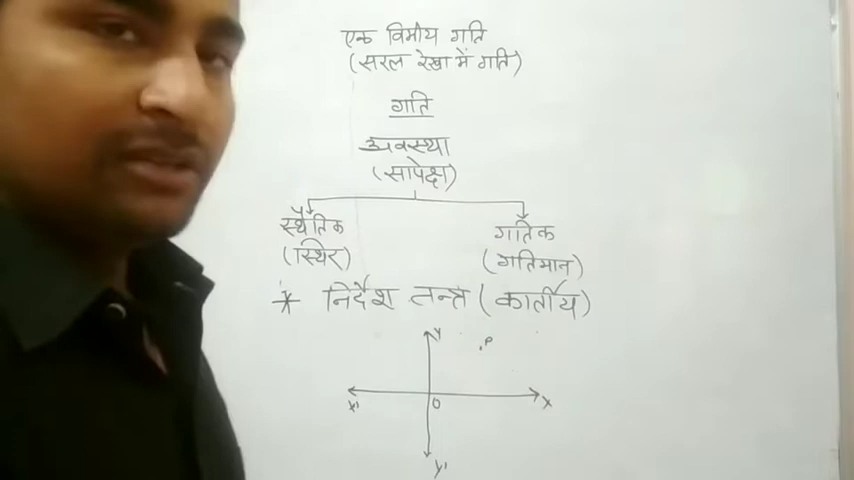 एक विमीय गति
(सरल रेखा में गति)
गति
अवस्था
(सापेक्ष)
स्थैतिक गतिक
(स्थिर) (गतिमान)
* निर्देश तन्त्र (कार्तीय)
Y
P
X' O X
Y'